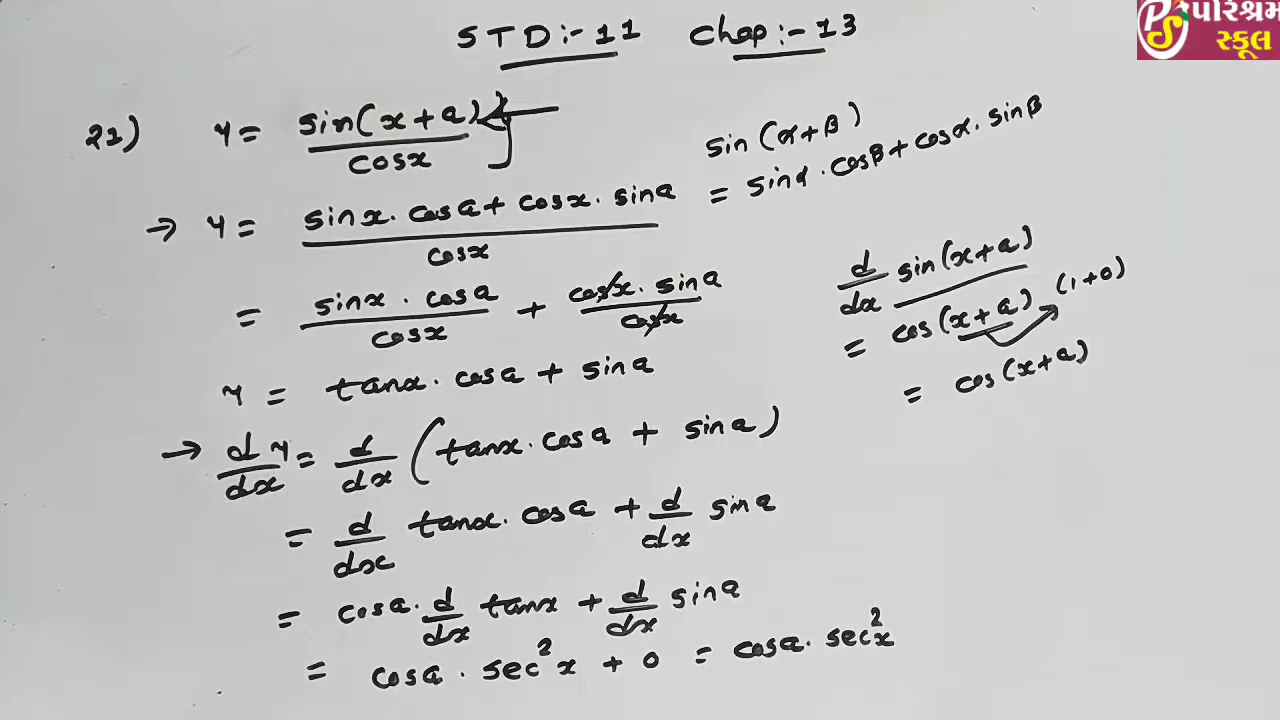 STD:- 11 Chap:- 13
પરિશ્રમ
સ્કૂલ
21) y = sin(x+a) / cosx
sin(α+β)
= sinα. cosβ + cosα. sinβ
→ y = sinx. cosa + cosx. sina / cosx
= sinx . cosa / cosx + cosx. sina / cosx
y = tanx. cosa + sina
→ d/dx y = d/dx (tanx. cosa + sina)
= d/dx tanx. cosa + d/dx sina
= cosa. d/dx tanx + d/dx sina
= cosa . sec²x + 0 = cosa. sec²x
d/dx sin(x+a)
= cos(x+a) (1+0)
= cos(x+a)